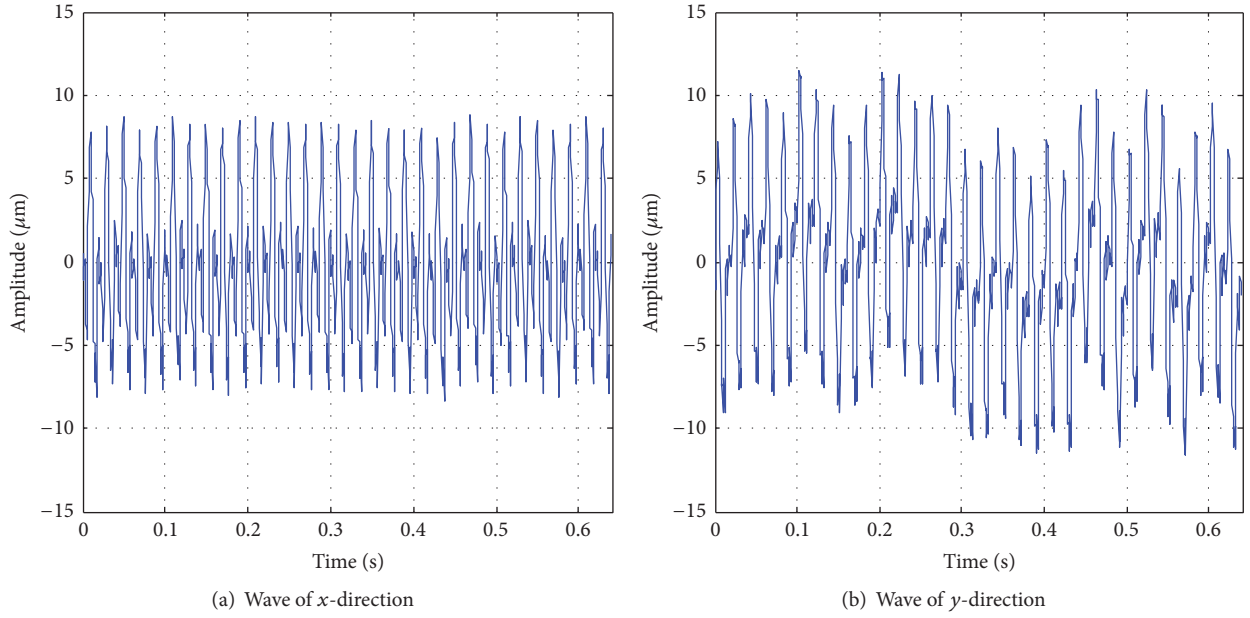 15
10
5
0
−5
−10
−15
Amplitude (μm)
0 0.1 0.2 0.3 0.4 0.5 0.6
Time (s)
(a) Wave of x-direction
15
10
5
0
−5
−10
−15
Amplitude (μm)
0 0.1 0.2 0.3 0.4 0.5 0.6
Time (s)
(b) Wave of y-direction